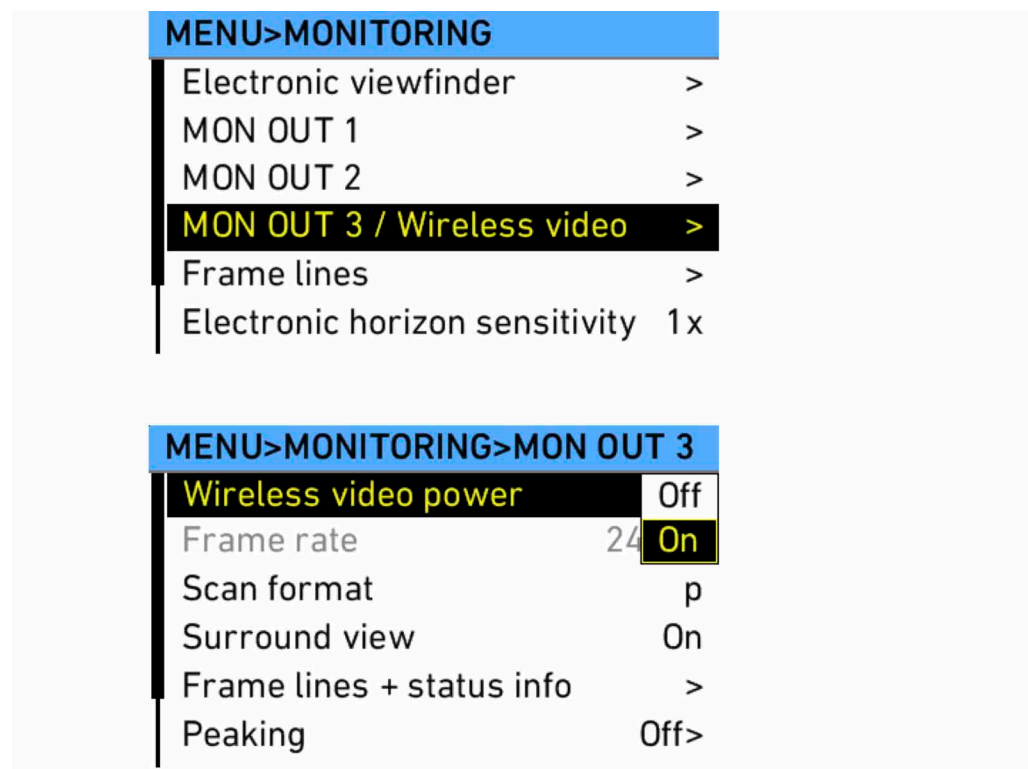 MENU>MONITORING
Electronic viewfinder >
MON OUT 1 >
MON OUT 2 >
MON OUT 3 / Wireless video >
Frame lines >
Electronic horizon sensitivity 1x
MENU>MONITORING>MON OUT 3
Wireless video power Off
Frame rate 24 On
Scan format p
Surround view On
Frame lines + status info >
Peaking Off>